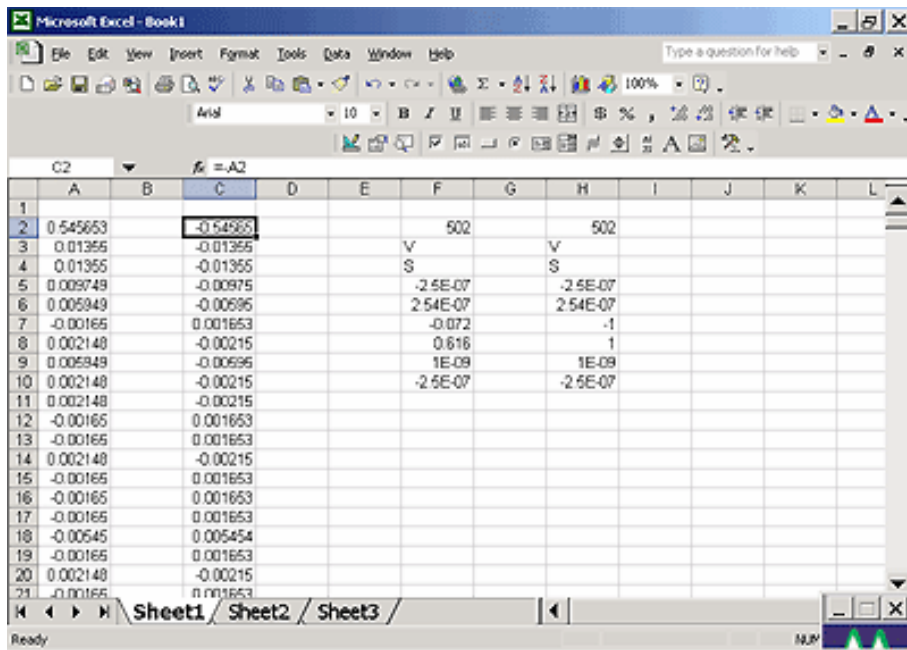 Microsoft Excel - Book1
File Edit View Insert Format Tools Data Window Help Type a question for help
100%
Arial 10 B I U $ % ,
C2 fx =-A2
A B C D E F G H I J K L
1
2 0.545653 -0.54565 502 502
3 0.01355 -0.01355 V V
4 0.01355 -0.01355 S S
5 0.009749 -0.00975 -2.5E-07 -2.5E-07
6 0.005949 -0.00595 2.54E-07 2.54E-07
7 -0.00165 0.001653 -0.072 -1
8 0.002148 -0.00215 0.616 1
9 0.005949 -0.00595 1E-09 1E-09
10 0.002148 -0.00215 -2.5E-07 -2.5E-07
11 0.002148 -0.00215
12 -0.00165 0.001653
13 -0.00165 0.001653
14 0.002148 -0.00215
15 -0.00165 0.001653
16 -0.00165 0.001653
17 -0.00165 0.001653
18 -0.00545 0.005454
19 -0.00165 0.001653
20 0.002148 -0.00215
21 -0.00165 0.001653
Sheet1 Sheet2 Sheet3
Ready NUM